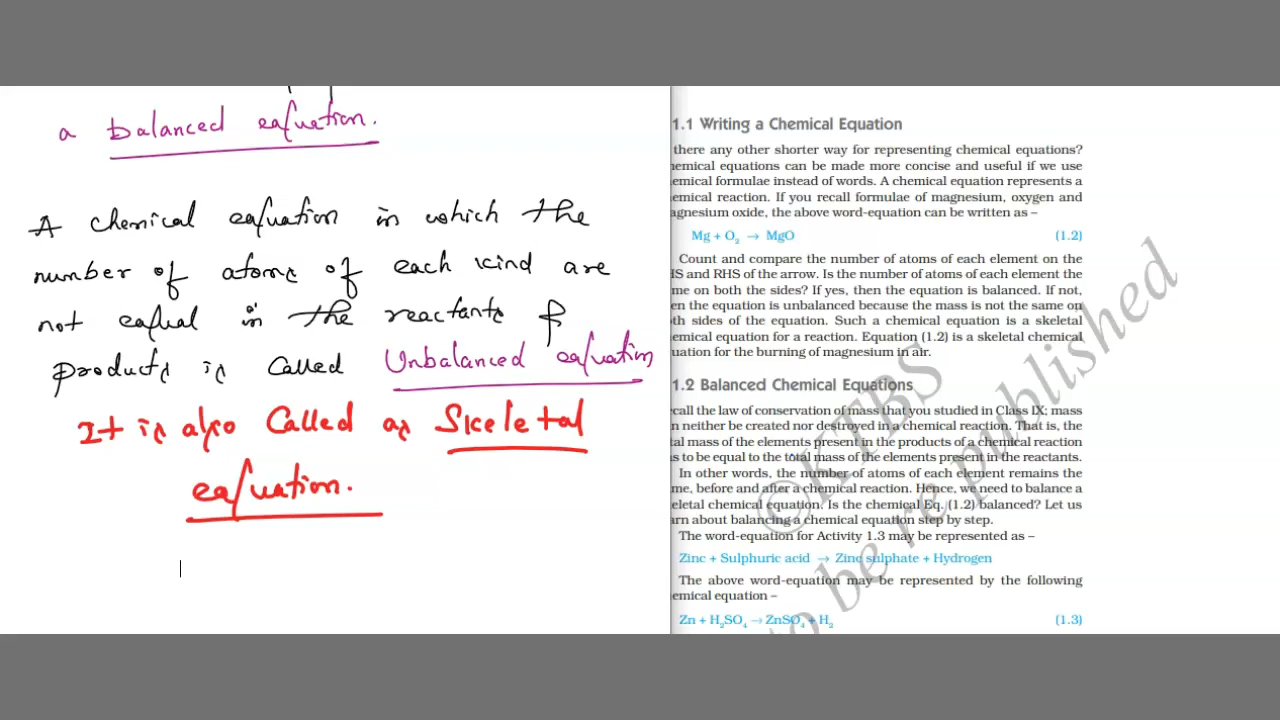 a balanced equation.
A chemical equation in which the
number of atoms of each kind are
not equal in the reactants &
products is called Unbalanced equation
It is also called as Skeletal
equation.
1.1 Writing a Chemical Equation
there any other shorter way for representing chemical equations?
hemical equations can be made more concise and useful if we use
emical formulae instead of words. A chemical equation represents a
emical reaction. If you recall formulae of magnesium, oxygen and
agnesium oxide, the above word-equation can be written as –
Mg + O₂ → MgO (1.2)
Count and compare the number of atoms of each element on the
IS and RHS of the arrow. Is the number of atoms of each element the
me on both the sides? If yes, then the equation is balanced. If not,
en the equation is unbalanced because the mass is not the same on
th sides of the equation. Such a chemical equation is a skeletal
emical equation for a reaction. Equation (1.2) is a skeletal chemical
uation for the burning of magnesium in air.
1.2 Balanced Chemical Equations
call the law of conservation of mass that you studied in Class IX; mass
n neither be created nor destroyed in a chemical reaction. That is, the
tal mass of the elements present in the products of a chemical reaction
s to be equal to the total mass of the elements present in the reactants.
In other words, the number of atoms of each element remains the
me, before and after a chemical reaction. Hence, we need to balance a
eletal chemical equation. Is the chemical Eq. (1.2) balanced? Let us
arn about balancing a chemical equation step by step.
The word-equation for Activity 1.3 may be represented as –
Zinc + Sulphuric acid → Zinc sulphate + Hydrogen
The above word-equation may be represented by the following
emical equation –
Zn + H₂SO₄ → ZnSO₄ + H₂ (1.3)
©KTBS
to be republished